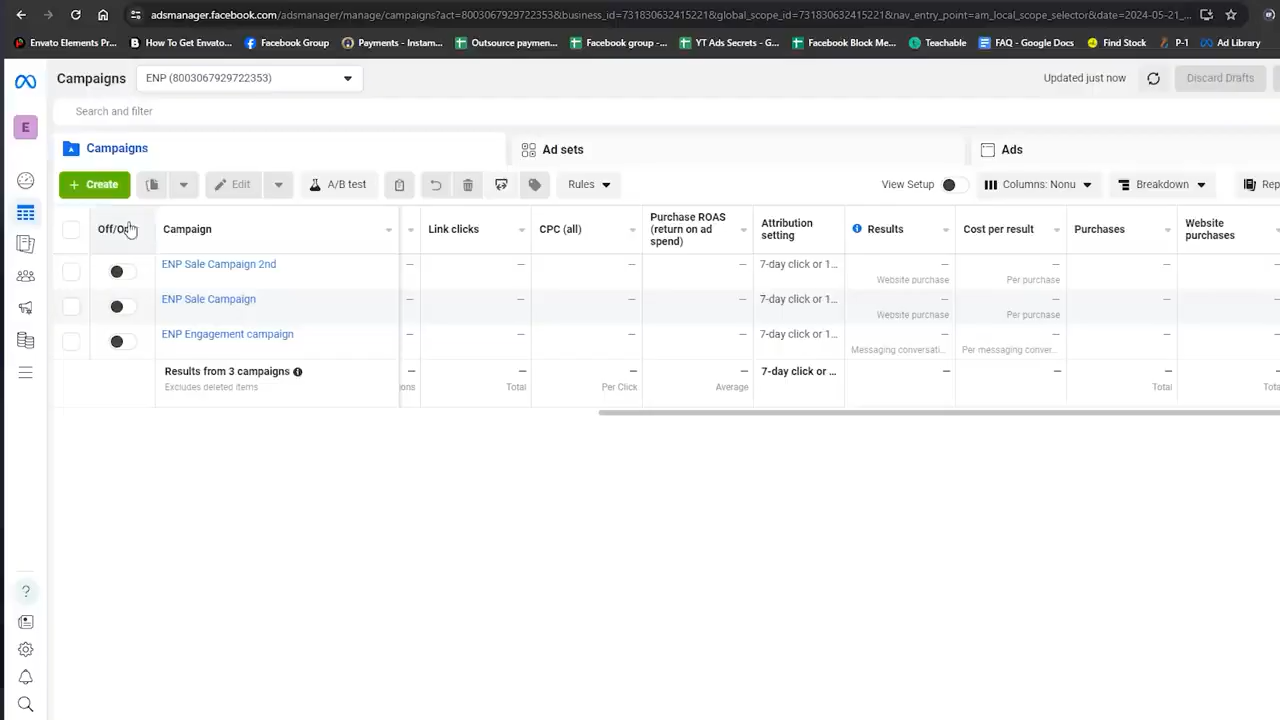 adsmanager.facebook.com/adsmanager/manage/campaigns?act=8003067929722353&business_id=731830632415221&global_scope_id=731830632415221&nav_entry_point=am_local_scope_selector&date=2024-05-21_...
Envato Elements Pr... How To Get Envato... Facebook Group Payments - Instam... Outsource paymen... Facebook group -... YT Ads Secrets - G... Facebook Block Me... Teachable FAQ - Google Docs Find Stock P-1 Ad Library
Campaigns ENP (8003067929722353) Updated just now Discard Drafts
Search and filter
E
Campaigns Ad sets Ads
+ Create Edit A/B test Rules View Setup Columns: Nonu Breakdown Rep
Off/On Campaign Link clicks CPC (all) Purchase ROAS (return on ad spend) Attribution setting Results Cost per result Purchases Website purchases
ENP Sale Campaign 2nd — — — — 7-day click or 1... — — — —
Website purchase Per purchase
ENP Sale Campaign — — — — 7-day click or 1... — — — —
Website purchase Per purchase
ENP Engagement campaign — — — — 7-day click or 1... — — — —
Messaging conversati... Per messaging conver...
Results from 3 campaigns — — — — 7-day click or ... — — — —
Excludes deleted items ons Total Per Click Average Total Tota
?